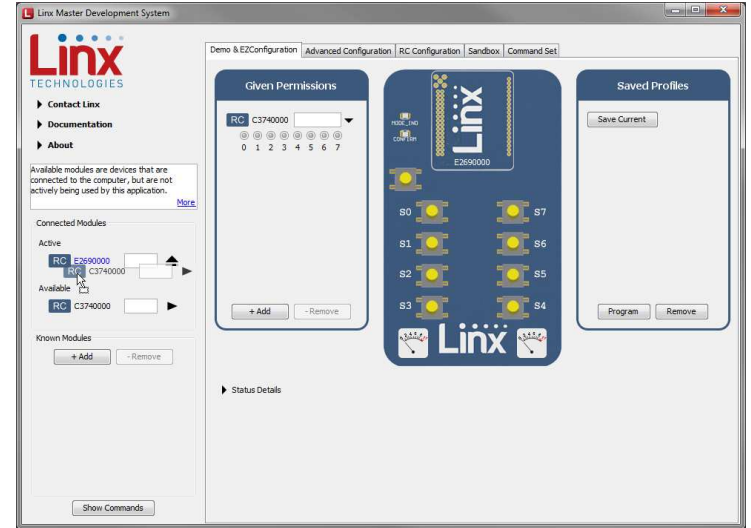 Linx Master Development System
Linx
TECHNOLOGIES
Contact Linx
Documentation
About
Available modules are devices that are
connected to the computer, but are not
actively being used by this application.
More
Connected Modules
Active
RC E2690000
RC C3740000
Available
RC C3740000
Known Modules
+ Add - Remove
Show Commands
Demo & EZConfiguration Advanced Configuration RC Configuration Sandbox Command Set
Given Permissions
RC C3740000
0 1 2 3 4 5 6 7
+ Add - Remove
MODE_IND
CONFIRM
Linx
E2690000
S0 S7
S1 S6
S2 S5
S3 S4
Linx
Saved Profiles
Save Current
Program Remove
Status Details